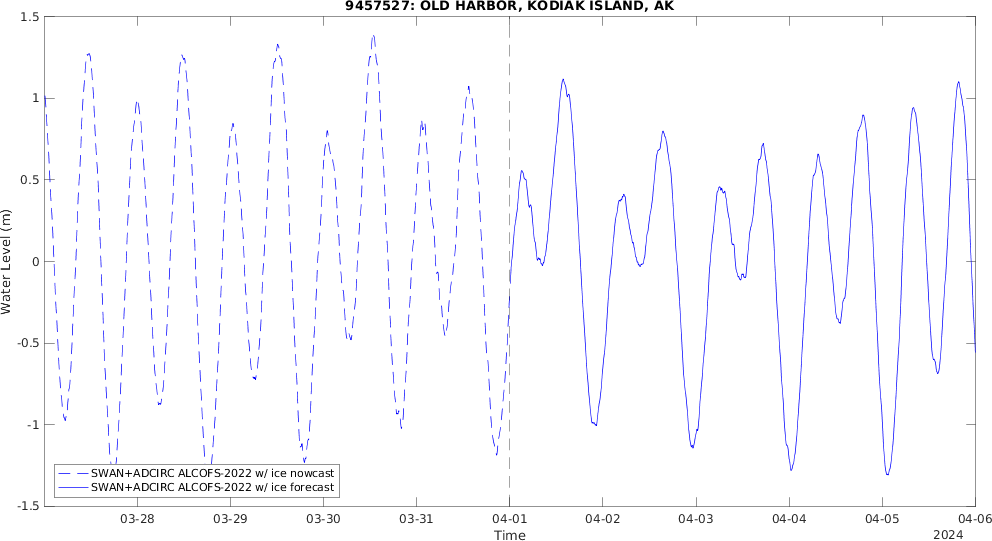 9457527: OLD HARBOR, KODIAK ISLAND, AK
1.5
1
0.5
0
-0.5
-1
-1.5
Water Level (m)
SWAN+ADCIRC ALCOFS-2022 w/ ice nowcast
SWAN+ADCIRC ALCOFS-2022 w/ ice forecast
03-28 03-29 03-30 03-31 04-01 04-02 04-03 04-04 04-05 04-06
Time
2024